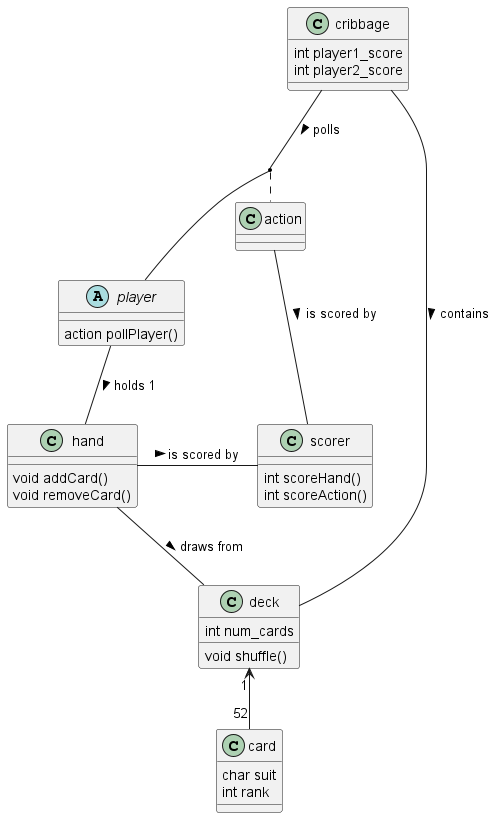 C cribbage
int player1_score
int player2_score
polls
C action
A player
action pollPlayer()
is scored by
contains
holds 1
C hand
void addCard()
void removeCard()
is scored by
C scorer
int scoreHand()
int scoreAction()
draws from
C deck
int num_cards
void shuffle()
1
52
C card
char suit
int rank